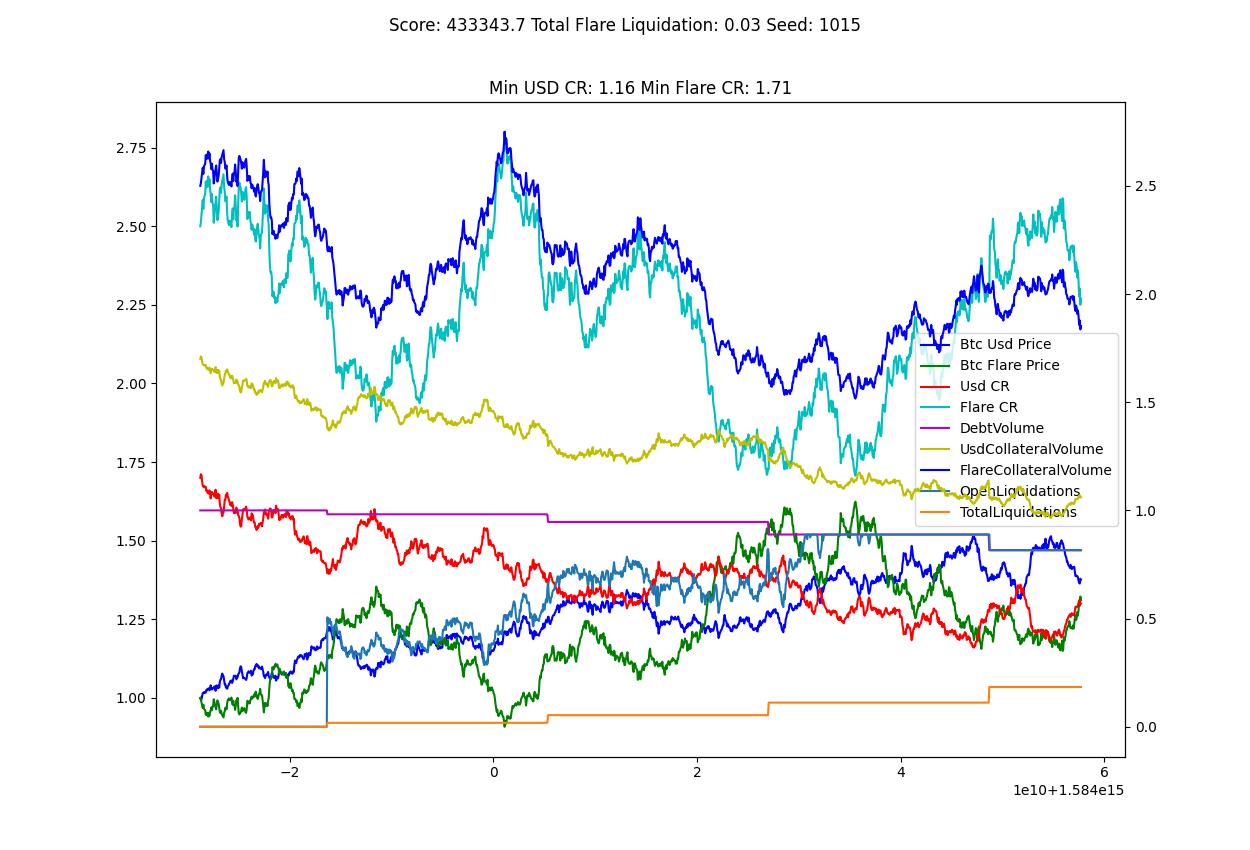 Score: 433343.7 Total Flare Liquidation: 0.03 Seed: 1015
Min USD CR: 1.16 Min Flare CR: 1.71
2.75
2.50
2.25
2.00
1.75
1.50
1.25
1.00
2.5
2.0
1.5
1.0
0.5
0.0
Btc Usd Price
Btc Flare Price
Usd CR
Flare CR
DebtVolume
UsdCollateralVolume
FlareCollateralVolume
OpenLiquidations
TotalLiquidations
−2
0
2
4
6
1e10+1.584e15